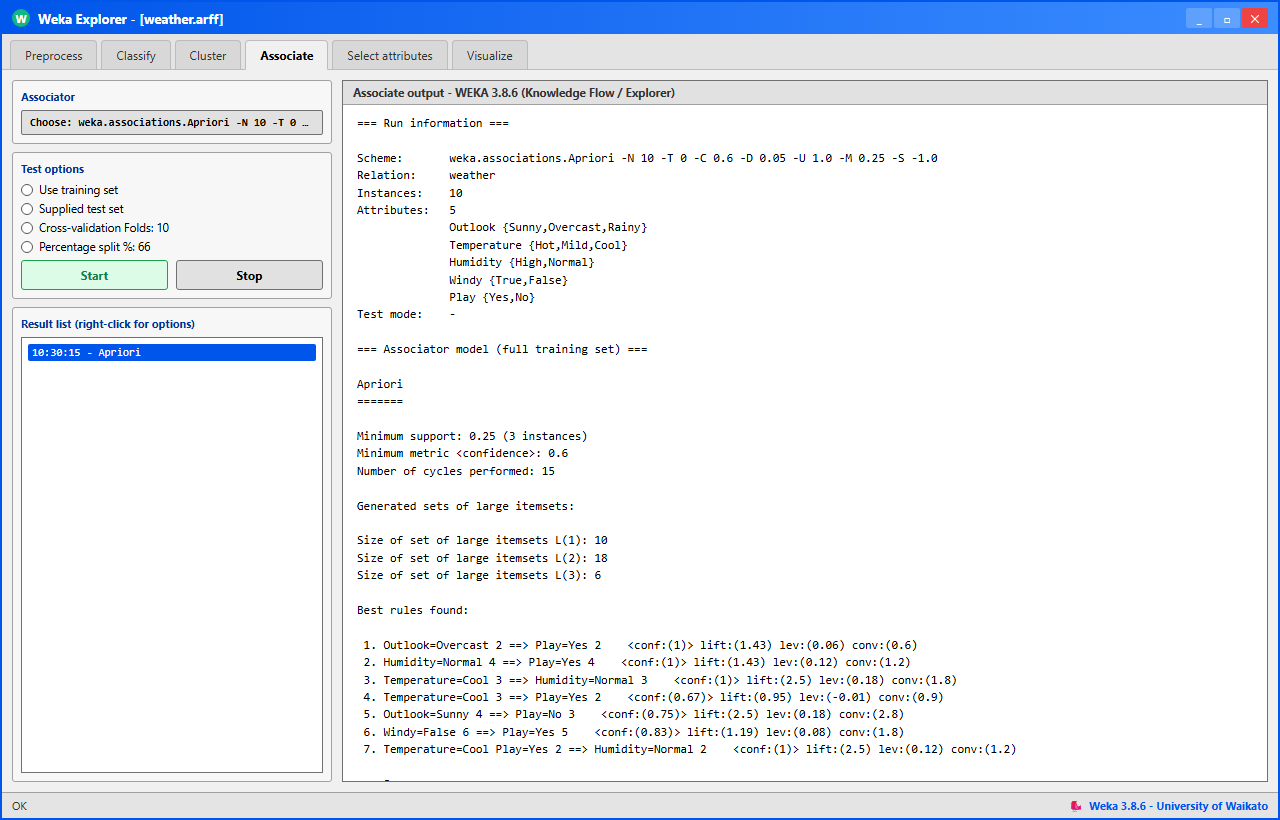 W Weka Explorer - [weather.arff]
Preprocess Classify Cluster Associate Select attributes Visualize
Associator
Choose: weka.associations.Apriori -N 10 -T 0 …
Test options
Use training set
Supplied test set
Cross-validation Folds: 10
Percentage split %: 66
Start Stop
Result list (right-click for options)
10:30:15 - Apriori
Associate output - WEKA 3.8.6 (Knowledge Flow / Explorer)
=== Run information ===
Scheme: weka.associations.Apriori -N 10 -T 0 -C 0.6 -D 0.05 -U 1.0 -M 0.25 -S -1.0
Relation: weather
Instances: 10
Attributes: 5
Outlook {Sunny,Overcast,Rainy}
Temperature {Hot,Mild,Cool}
Humidity {High,Normal}
Windy {True,False}
Play {Yes,No}
Test mode: -
=== Associator model (full training set) ===
Apriori
=======
Minimum support: 0.25 (3 instances)
Minimum metric <confidence>: 0.6
Number of cycles performed: 15
Generated sets of large itemsets:
Size of set of large itemsets L(1): 10
Size of set of large itemsets L(2): 18
Size of set of large itemsets L(3): 6
Best rules found:
1. Outlook=Overcast 2 ==> Play=Yes 2 <conf:(1)> lift:(1.43) lev:(0.06) conv:(0.6)
2. Humidity=Normal 4 ==> Play=Yes 4 <conf:(1)> lift:(1.43) lev:(0.12) conv:(1.2)
3. Temperature=Cool 3 ==> Humidity=Normal 3 <conf:(1)> lift:(2.5) lev:(0.18) conv:(1.8)
4. Temperature=Cool 3 ==> Play=Yes 2 <conf:(0.67)> lift:(0.95) lev:(-0.01) conv:(0.9)
5. Outlook=Sunny 4 ==> Play=No 3 <conf:(0.75)> lift:(2.5) lev:(0.18) conv:(2.8)
6. Windy=False 6 ==> Play=Yes 5 <conf:(0.83)> lift:(1.19) lev:(0.08) conv:(1.8)
7. Temperature=Cool Play=Yes 2 ==> Humidity=Normal 2 <conf:(1)> lift:(2.5) lev:(0.12) conv:(1.2)
OK
Weka 3.8.6 - University of Waikato